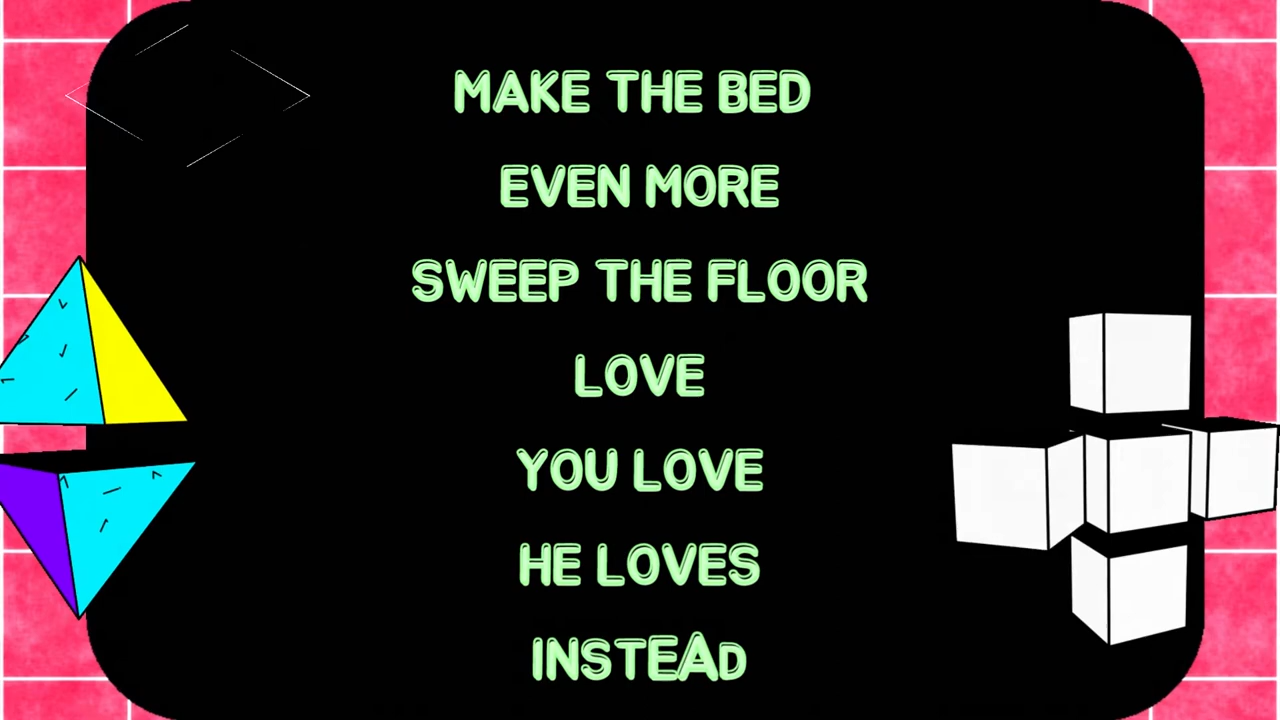 MAKE THE BED
EVEN MORE
SWEEP THE FLOOR
LOVE
YOU LOVE
HE LOVES
INSTEAD